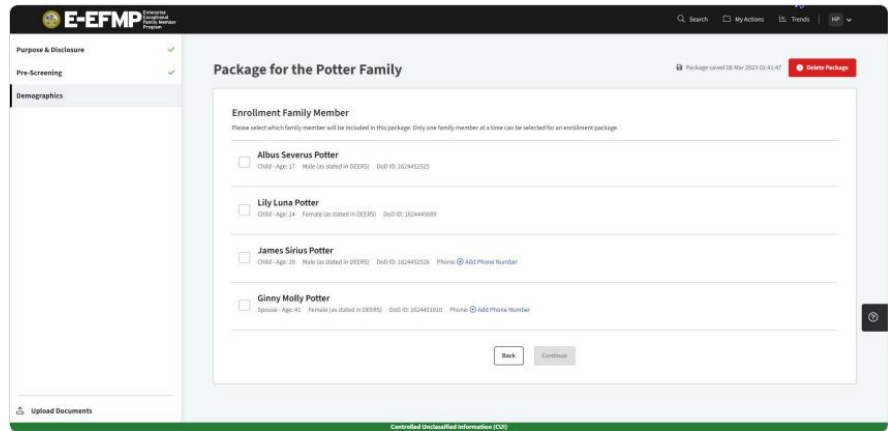 E-EFMP Enterprise
Exceptional
Family Member
Program
Search My Actions Trends HP
Purpose & Disclosure
Pre-Screening
Demographics
Package for the Potter Family
Package saved 08 Mar 2023 01:41:47
Delete Package
Enrollment Family Member
Please select which family member will be included in this package. Only one family member at a time can be selected for an enrollment package.
Albus Severus Potter
Child - Age: 17 Male (as stated in DEERS) DoD ID: 1624452525
Lily Luna Potter
Child - Age: 14 Female (as stated in DEERS) DoD ID:
James Sirius Potter
Child - Age: 19 Male (as stated in DEERS) DoD ID: 1624452526 Phone: Add Phone Number
Ginny Molly Potter
Spouse - Age: 41 Female (as stated in DEERS) DoD ID: 1624451010 Phone: Add Phone Number
Back Continue
Upload Documents
Controlled Unclassified Information (CUI)